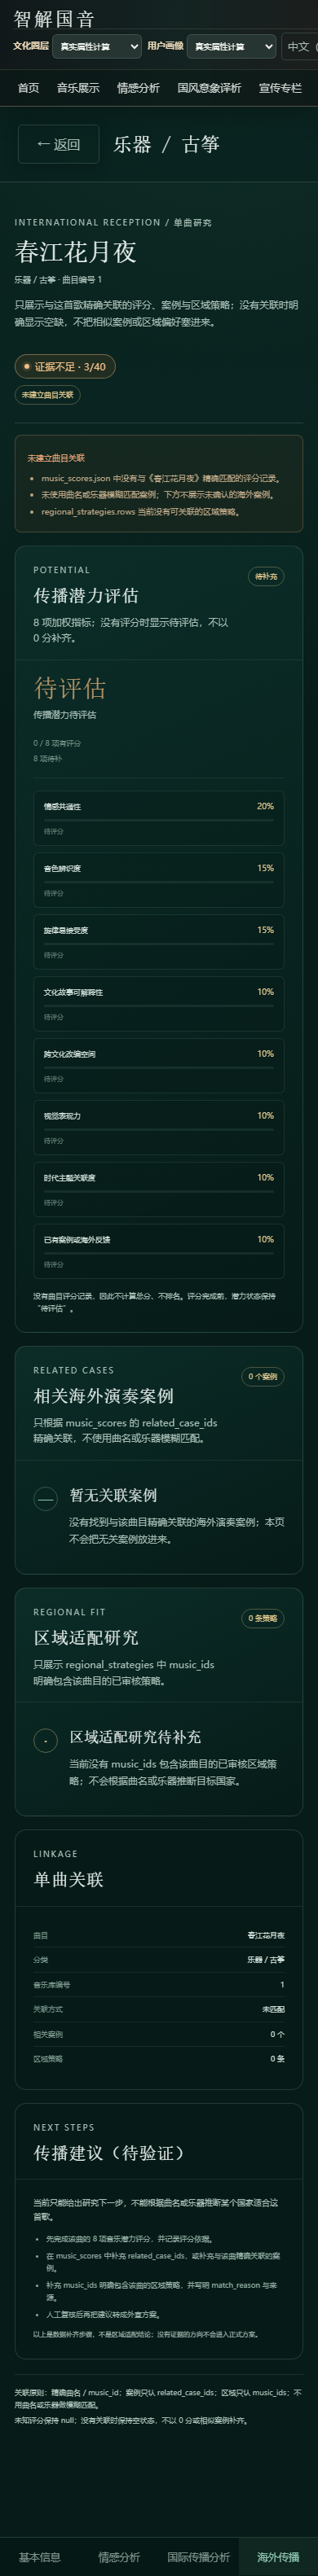 智解国音
文化圈层 真实属性计算 用户画像 真实属性计算 中文
首页 音乐展示 情感分析 国风意象译析 宣传专栏
← 返回 乐器 / 古筝
INTERNATIONAL RECEPTION / 单曲研究
春江花月夜
乐器 / 古筝 · 曲目编号 1
只展示与这首歌精确关联的评分、案例与区域策略；没有关联时明
确显示空缺，不把相似案例或区域偏好塞进来。
证据不足 · 3/40
未建立曲目关联
未建立曲目关联
• music_scores.json 中没有与《春江花月夜》精确匹配的评分记录。
• 未使用曲名或乐器模糊匹配案例；下方不展示未确认的海外案例。
• regional_strategies.rows 当前没有可关联的区域策略。
POTENTIAL
待补充
传播潜力评估
8 项加权指标；没有评分时显示待评估，不以
0 分补齐。
待评估
传播潜力待评估
0 / 8 项有评分
8 项待补
情感共通性 20%
待评分
音色辨识度 15%
待评分
旋律易接受度 15%
待评分
文化故事可解释性 10%
待评分
跨文化改编空间 10%
待评分
视觉表现力 10%
待评分
时代主题关联度 10%
待评分
已有案例或海外反馈 10%
待评分
没有曲目评分记录，因此不计算总分、不排名。评分完成前，潜力状态保持
“待评估”。
RELATED CASES
0 个案例
相关海外演奏案例
只根据 music_scores 的 related_case_ids
精确关联，不使用曲名或乐器模糊匹配。
暂无关联案例
没有找到与该曲目精确关联的海外演奏案例；本页
不会把无关案例放进来。
REGIONAL FIT
0 条策略
区域适配研究
只展示 regional_strategies 中 music_ids
明确包含该曲目的已审核策略。
区域适配研究待补充
当前没有 music_ids 包含该曲目的已审核区域策
略；不会根据曲名或乐器推断目标国家。
LINKAGE
单曲关联
曲目 春江花月夜
分类 乐器 / 古筝
音乐库编号 1
关联方式 未匹配
相关案例 0 个
区域策略 0 条
NEXT STEPS
传播建议（待验证）
当前只能给出研究下一步，不能根据曲名或乐器推断某个国家适合这
首歌。
• 先完成该曲的 8 项音乐潜力评分，并记录评分依据。
• 在 music_scores 中补充 related_case_ids，或补充与该曲精确关联的案
例。
• 补充 music_ids 明确包含该曲的区域策略，并写明 match_reason 与来
源。
• 人工复核后再把建议转成外宣方案。
以上是数据补齐步骤，不是区域适配结论；没有证据的方向不会进入正式方案。
关联原则：精确曲名 / music_id；案例只认 related_case_ids；区域只认 music_ids，不
用曲名或乐器做模糊匹配。
未知评分保持 null；没有关联时保持空状态，不以 0 分或相似案例补齐。
基本信息 情感分析 国际传播分析 海外传播